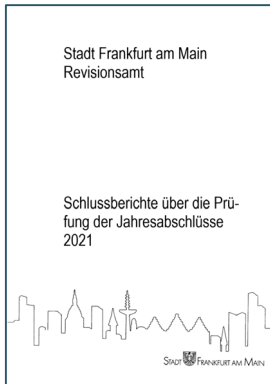 Stadt Frankfurt am Main
Revisionsamt
Schlussberichte über die Prü-
fung der Jahresabschlüsse
2021
STADT FRANKFURT AM MAIN